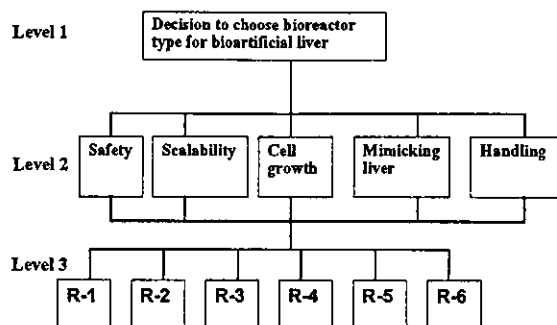 Level 1
Decision to choose bioreactor
type for bioartificial liver
Level 2
Safety
Scalability
Cell
growth
Mimicking
liver
Handling
Level 3
R-1
R-2
R-3
R-4
R-5
R-6